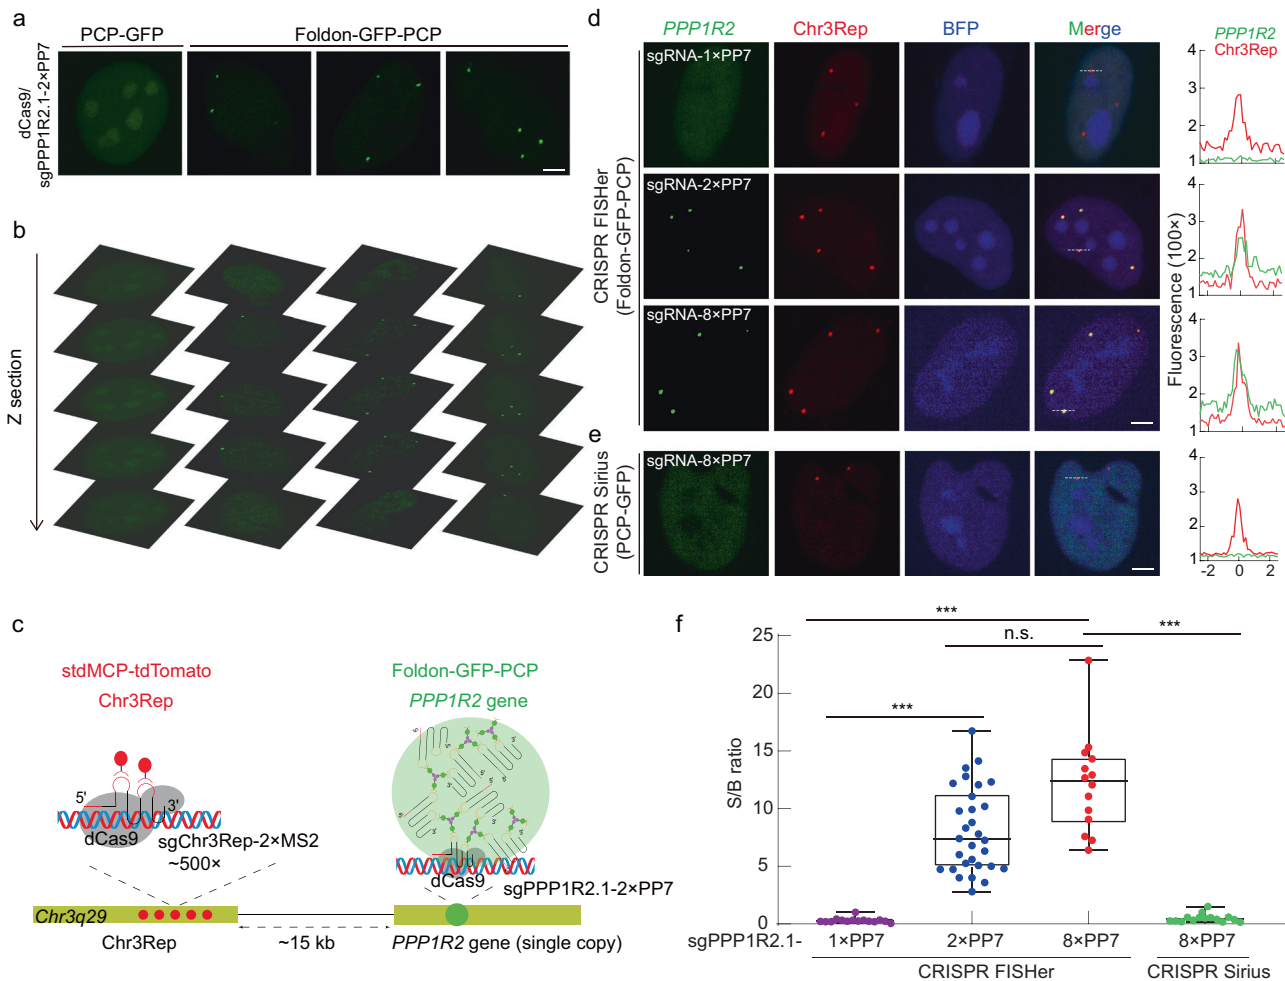 a
PCP-GFP
Foldon-GFP-PCP
dCas9/
sgPPP1R2.1-2×PP7
b
Z section
c
stdMCP-tdTomato
Chr3Rep
5'
3'
dCas9
sgChr3Rep-2×MS2
~500×
Foldon-GFP-PCP
PPP1R2 gene
5'
3'
dCas9
sgPPP1R2.1-2×PP7
Chr3q29
Chr3Rep
~15 kb
PPP1R2 gene (single copy)
d
PPP1R2
Chr3Rep
BFP
Merge
PPP1R2
Chr3Rep
CRISPR FISHer
(Foldon-GFP-PCP)
sgRNA-1×PP7
sgRNA-2×PP7
sgRNA-8×PP7
4
3
2
1
4
3
2
1
4
3
2
1
Fluorescence (100×)
e
CRISPR Sirius
(PCP-GFP)
sgRNA-8×PP7
4
3
2
1
-2 0 2
f
S/B ratio
25
20
15
10
5
0
***
n.s.
***
***
sgPPP1R2.1-
1×PP7
2×PP7
8×PP7
8×PP7
CRISPR FISHer
CRISPR Sirius